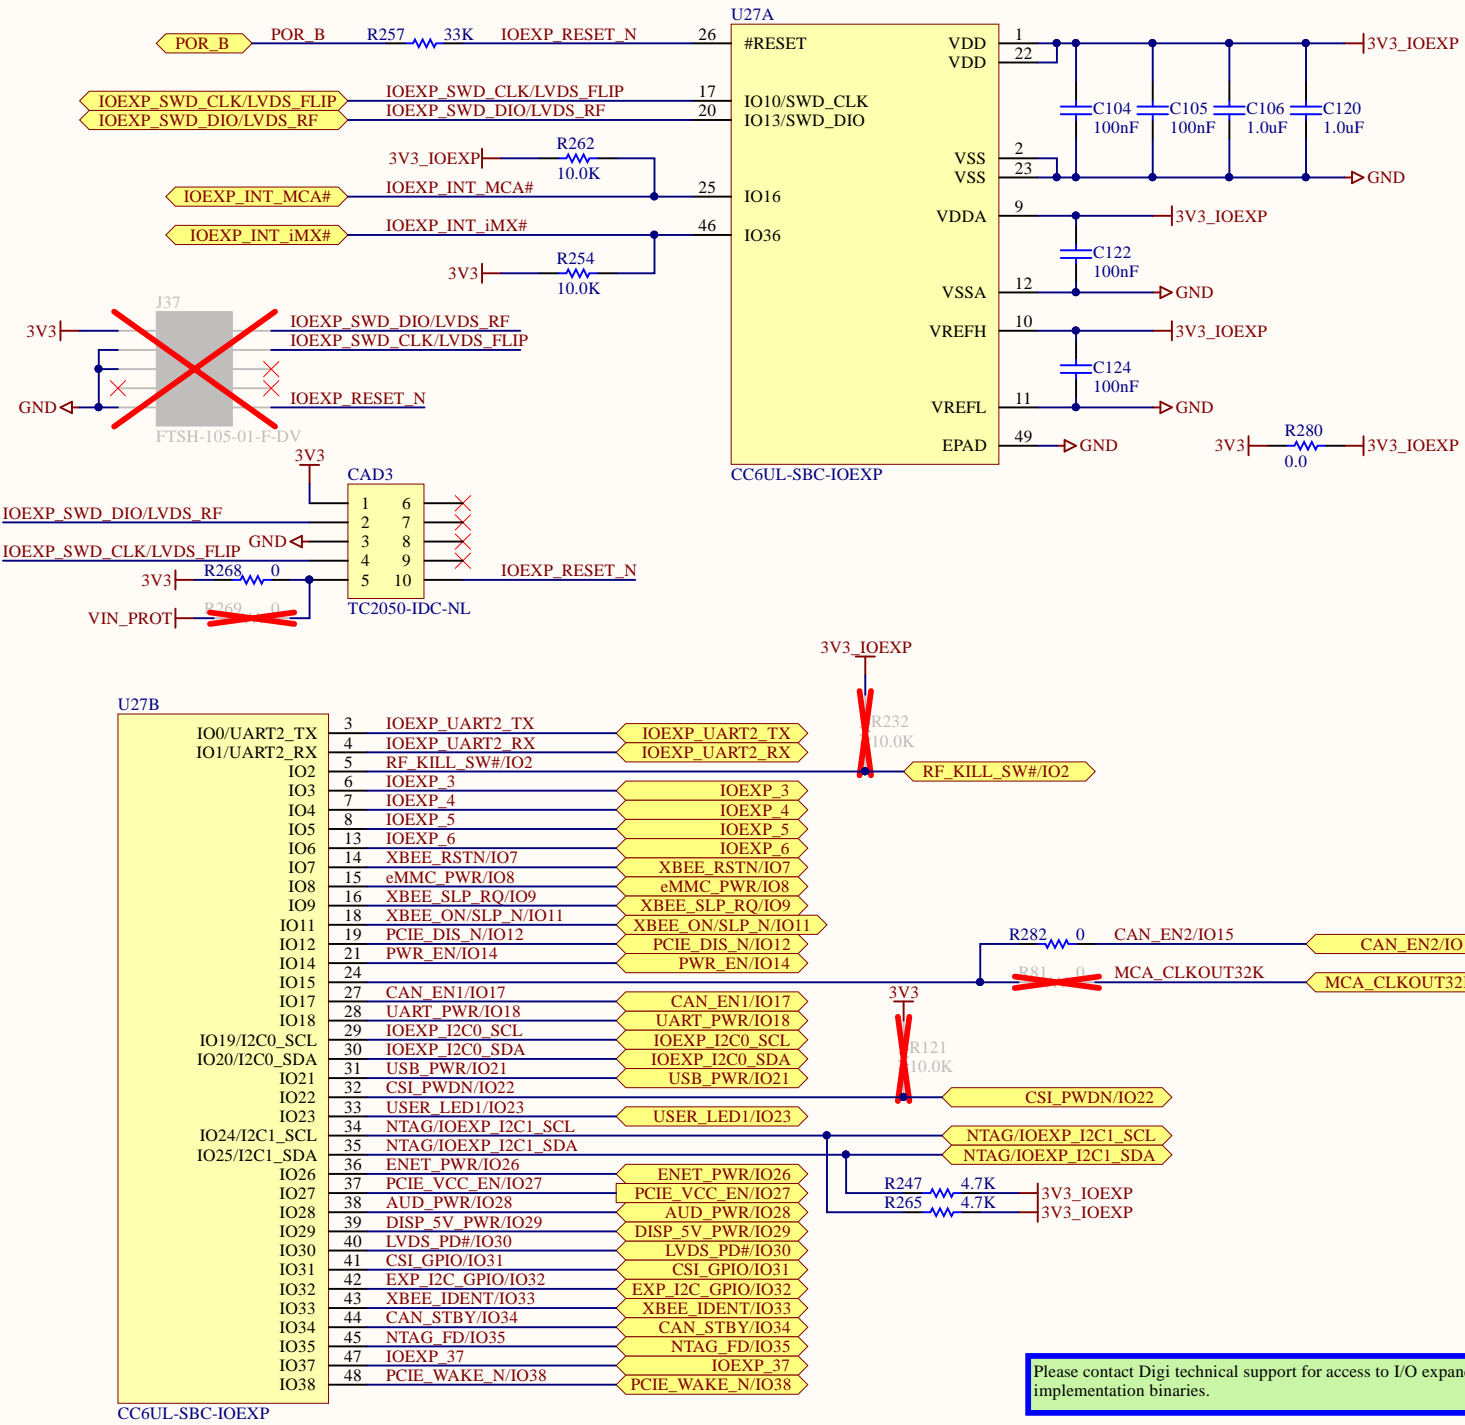 U27A
POR_B POR_B R257 33K IOEXP_RESET_N 26 #RESET VDD 1 3V3_IOEXP
VDD 22
IOEXP_SWD_CLK/LVDS_FLIP IOEXP_SWD_CLK/LVDS_FLIP 17 IO10/SWD_CLK
IOEXP_SWD_DIO/LVDS_RF IOEXP_SWD_DIO/LVDS_RF 20 IO13/SWD_DIO
C104 C105 C106 C120
100nF 100nF 1.0uF 1.0uF
R262
3V3_IOEXP 10.0K VSS 2
VSS 23 GND
IOEXP_INT_MCA# IOEXP_INT_MCA# 25 IO16
VDDA 9 3V3_IOEXP
IOEXP_INT_iMX# IOEXP_INT_iMX# 46 IO36
C122
100nF
R254
3V3 10.0K
VSSA 12 GND
VREFH 10 3V3_IOEXP
C124
100nF
VREFL 11 GND
EPAD 49 GND
R280
3V3 0.0 3V3_IOEXP
CC6UL-SBC-IOEXP
J37
3V3 IOEXP_SWD_DIO/LVDS_RF
IOEXP_SWD_CLK/LVDS_FLIP
GND IOEXP_RESET_N
FTSH-105-01-F-DV
3V3
CAD3
1 6
IOEXP_SWD_DIO/LVDS_RF 2 7
GND 3 8
IOEXP_SWD_CLK/LVDS_FLIP 4 9
3V3 R268 0 5 10 IOEXP_RESET_N
VIN_PROT R269 0
TC2050-IDC-NL
3V3_IOEXP
R232
10.0K
U27B
IO0/UART2_TX 3 IOEXP_UART2_TX IOEXP_UART2_TX
IO1/UART2_RX 4 IOEXP_UART2_RX IOEXP_UART2_RX
IO2 5 RF_KILL_SW#/IO2 RF_KILL_SW#/IO2
IO3 6 IOEXP_3 IOEXP_3
IO4 7 IOEXP_4 IOEXP_4
IO5 8 IOEXP_5 IOEXP_5
IO6 13 IOEXP_6 IOEXP_6
IO7 14 XBEE_RSTN/IO7 XBEE_RSTN/IO7
IO8 15 eMMC_PWR/IO8 eMMC_PWR/IO8
IO9 16 XBEE_SLP_RQ/IO9 XBEE_SLP_RQ/IO9
IO11 18 XBEE_ON/SLP_N/IO11 XBEE_ON/SLP_N/IO11
IO12 19 PCIE_DIS_N/IO12 PCIE_DIS_N/IO12 R282 0 CAN_EN2/IO15 CAN_EN2/IO
IO14 21 PWR_EN/IO14 PWR_EN/IO14
IO15 24 R81 0 MCA_CLKOUT32K MCA_CLKOUT32
IO17 27 CAN_EN1/IO17 CAN_EN1/IO17
IO18 28 UART_PWR/IO18 UART_PWR/IO18
IO19/I2C0_SCL 29 IOEXP_I2C0_SCL IOEXP_I2C0_SCL
IO20/I2C0_SDA 30 IOEXP_I2C0_SDA IOEXP_I2C0_SDA
IO21 31 USB_PWR/IO21 USB_PWR/IO21
3V3
R121
10.0K
IO22 32 CSI_PWDN/IO22 CSI_PWDN/IO22
IO23 33 USER_LED1/IO23 USER_LED1/IO23
IO24/I2C1_SCL 34 NTAG/IOEXP_I2C1_SCL NTAG/IOEXP_I2C1_SCL
IO25/I2C1_SDA 35 NTAG/IOEXP_I2C1_SDA NTAG/IOEXP_I2C1_SDA
IO26 36 ENET_PWR/IO26 ENET_PWR/IO26
IO27 37 PCIE_VCC_EN/IO27 PCIE_VCC_EN/IO27 R247 4.7K 3V3_IOEXP
IO28 38 AUD_PWR/IO28 AUD_PWR/IO28 R265 4.7K 3V3_IOEXP
IO29 39 DISP_5V_PWR/IO29 DISP_5V_PWR/IO29
IO30 40 LVDS_PD#/IO30 LVDS_PD#/IO30
IO31 41 CSI_GPIO/IO31 CSI_GPIO/IO31
IO32 42 EXP_I2C_GPIO/IO32 EXP_I2C_GPIO/IO32
IO33 43 XBEE_IDENT/IO33 XBEE_IDENT/IO33
IO34 44 CAN_STBY/IO34 CAN_STBY/IO34
IO35 45 NTAG_FD/IO35 NTAG_FD/IO35
IO37 47 IOEXP_37 IOEXP_37
IO38 48 PCIE_WAKE_N/IO38 PCIE_WAKE_N/IO38
CC6UL-SBC-IOEXP
Please contact Digi technical support for access to I/O expan
implementation binaries.